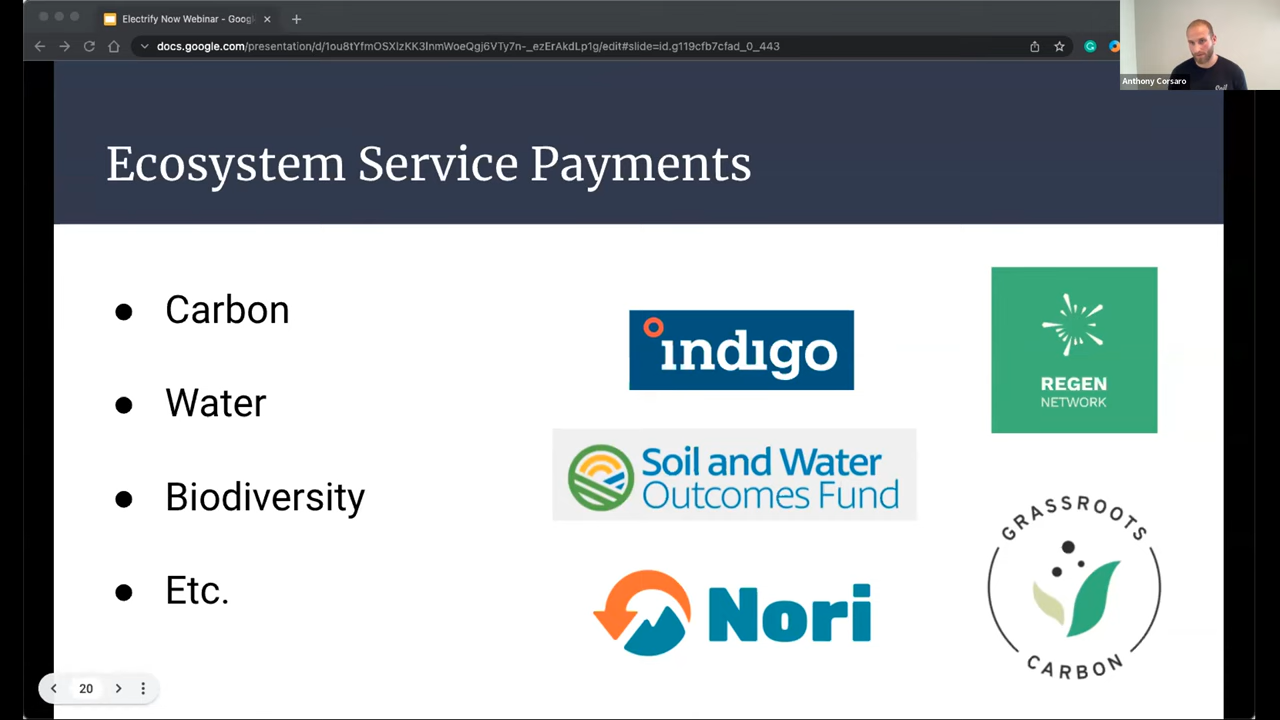 Electrify Now Webinar - Goog
docs.google.com/presentation/d/1ou8tYfmOSXIzKK3InmWoeQgj6VTy7n-_ezErAkdLp1g/edit#slide=id.g119cfb7cfad_0_443
Anthony Corsaro
Ecosystem Service Payments
● Carbon
● Water
● Biodiversity
● Etc.
indigo
REGEN
NETWORK
Soil and Water
Outcomes Fund
Nori
GRASSROOTS
CARBON
20